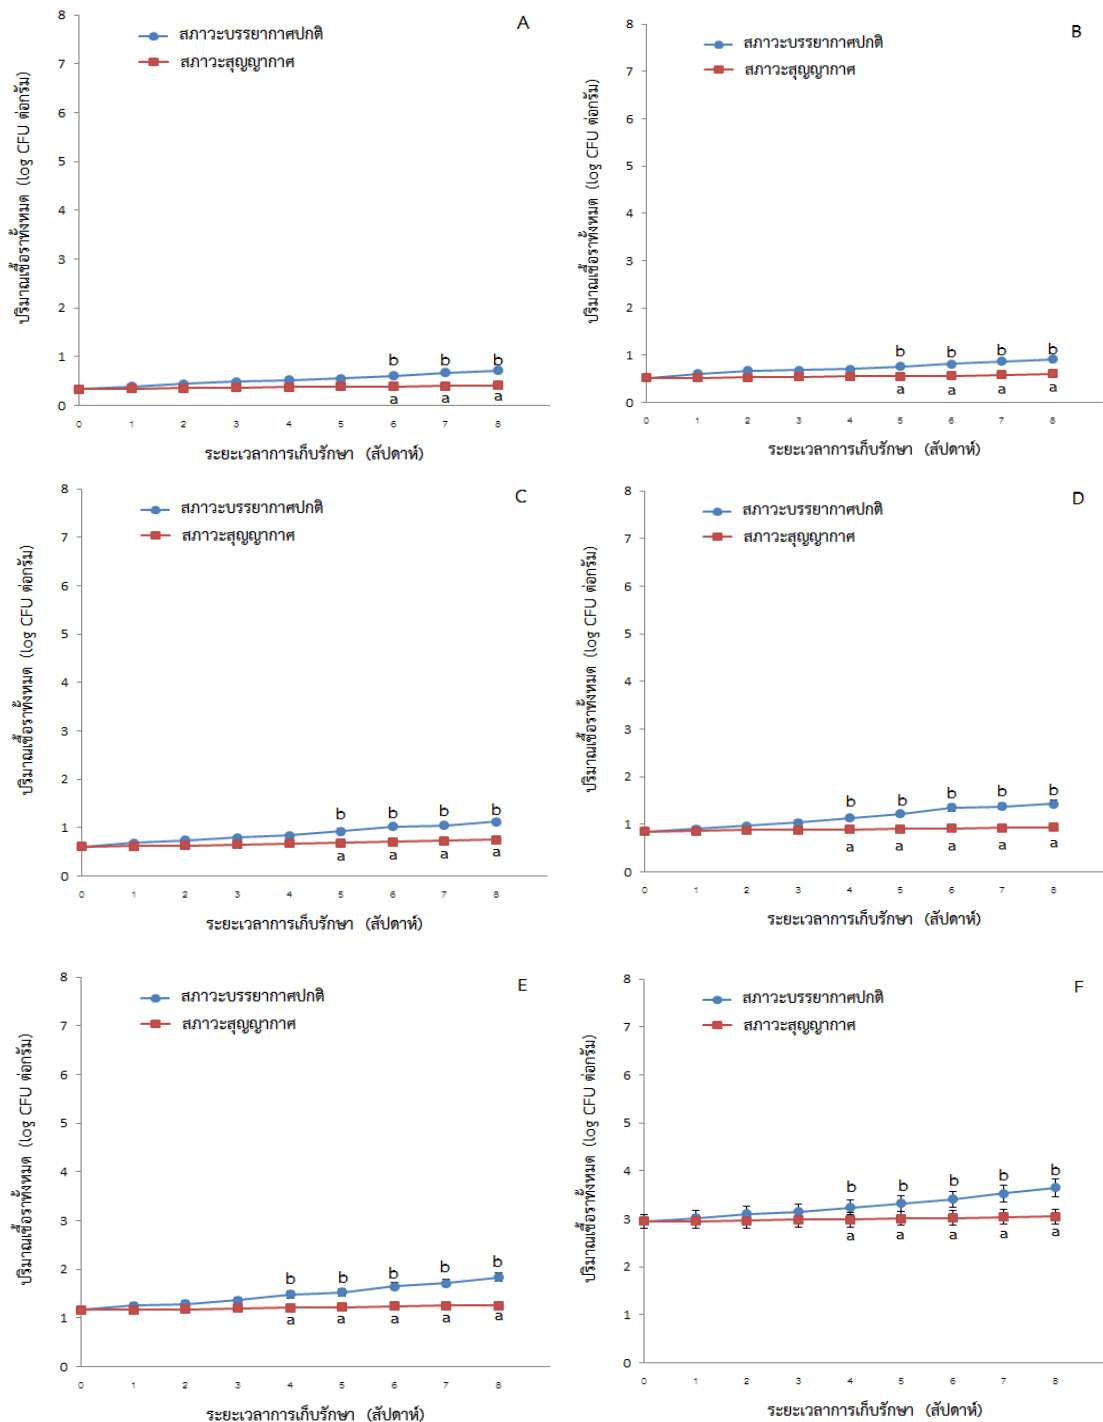 A
สภาวะบรรยากาศปกติ
สภาวะสุญญากาศ
ปริมาณเชื้อราทั้งหมด (log CFU ต่อกรัม)
8
7
6
5
4
3
2
1
0
b b b
a a a
0 1 2 3 4 5 6 7 8
ระยะเวลาการเก็บรักษา (สัปดาห์)
B
สภาวะบรรยากาศปกติ
สภาวะสุญญากาศ
ปริมาณเชื้อราทั้งหมด (log CFU ต่อกรัม)
8
7
6
5
4
3
2
1
0
b b b b
a a a a
0 1 2 3 4 5 6 7 8
ระยะเวลาการเก็บรักษา (สัปดาห์)
C
สภาวะบรรยากาศปกติ
สภาวะสุญญากาศ
ปริมาณเชื้อราทั้งหมด (log CFU ต่อกรัม)
8
7
6
5
4
3
2
1
0
b b b b
a a a a
0 1 2 3 4 5 6 7 8
ระยะเวลาการเก็บรักษา (สัปดาห์)
D
สภาวะบรรยากาศปกติ
สภาวะสุญญากาศ
ปริมาณเชื้อราทั้งหมด (log CFU ต่อกรัม)
8
7
6
5
4
3
2
1
0
b b b b b
a a a a a
0 1 2 3 4 5 6 7 8
ระยะเวลาการเก็บรักษา (สัปดาห์)
E
สภาวะบรรยากาศปกติ
สภาวะสุญญากาศ
ปริมาณเชื้อราทั้งหมด (log CFU ต่อกรัม)
8
7
6
5
4
3
2
1
0
b b b b b
a a a a a
0 1 2 3 4 5 6 7 8
ระยะเวลาการเก็บรักษา (สัปดาห์)
F
สภาวะบรรยากาศปกติ
สภาวะสุญญากาศ
ปริมาณเชื้อราทั้งหมด (log CFU ต่อกรัม)
8
7
6
5
4
3
2
1
0
b b b b b
a a a a a
0 1 2 3 4 5 6 7 8
ระยะเวลาการเก็บรักษา (สัปดาห์)